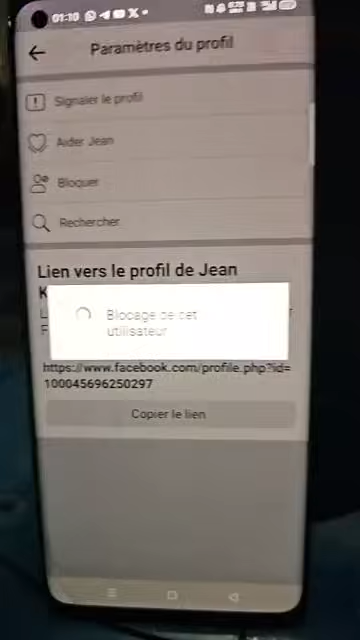 01:10
Paramètres du profil
Signaler le profil
Aider Jean
Bloquer
Rechercher
Lien vers le profil de Jean
K
Blocage de cet
utilisateur
https://www.facebook.com/profile.php?id=
100045696250297
Copier le lien